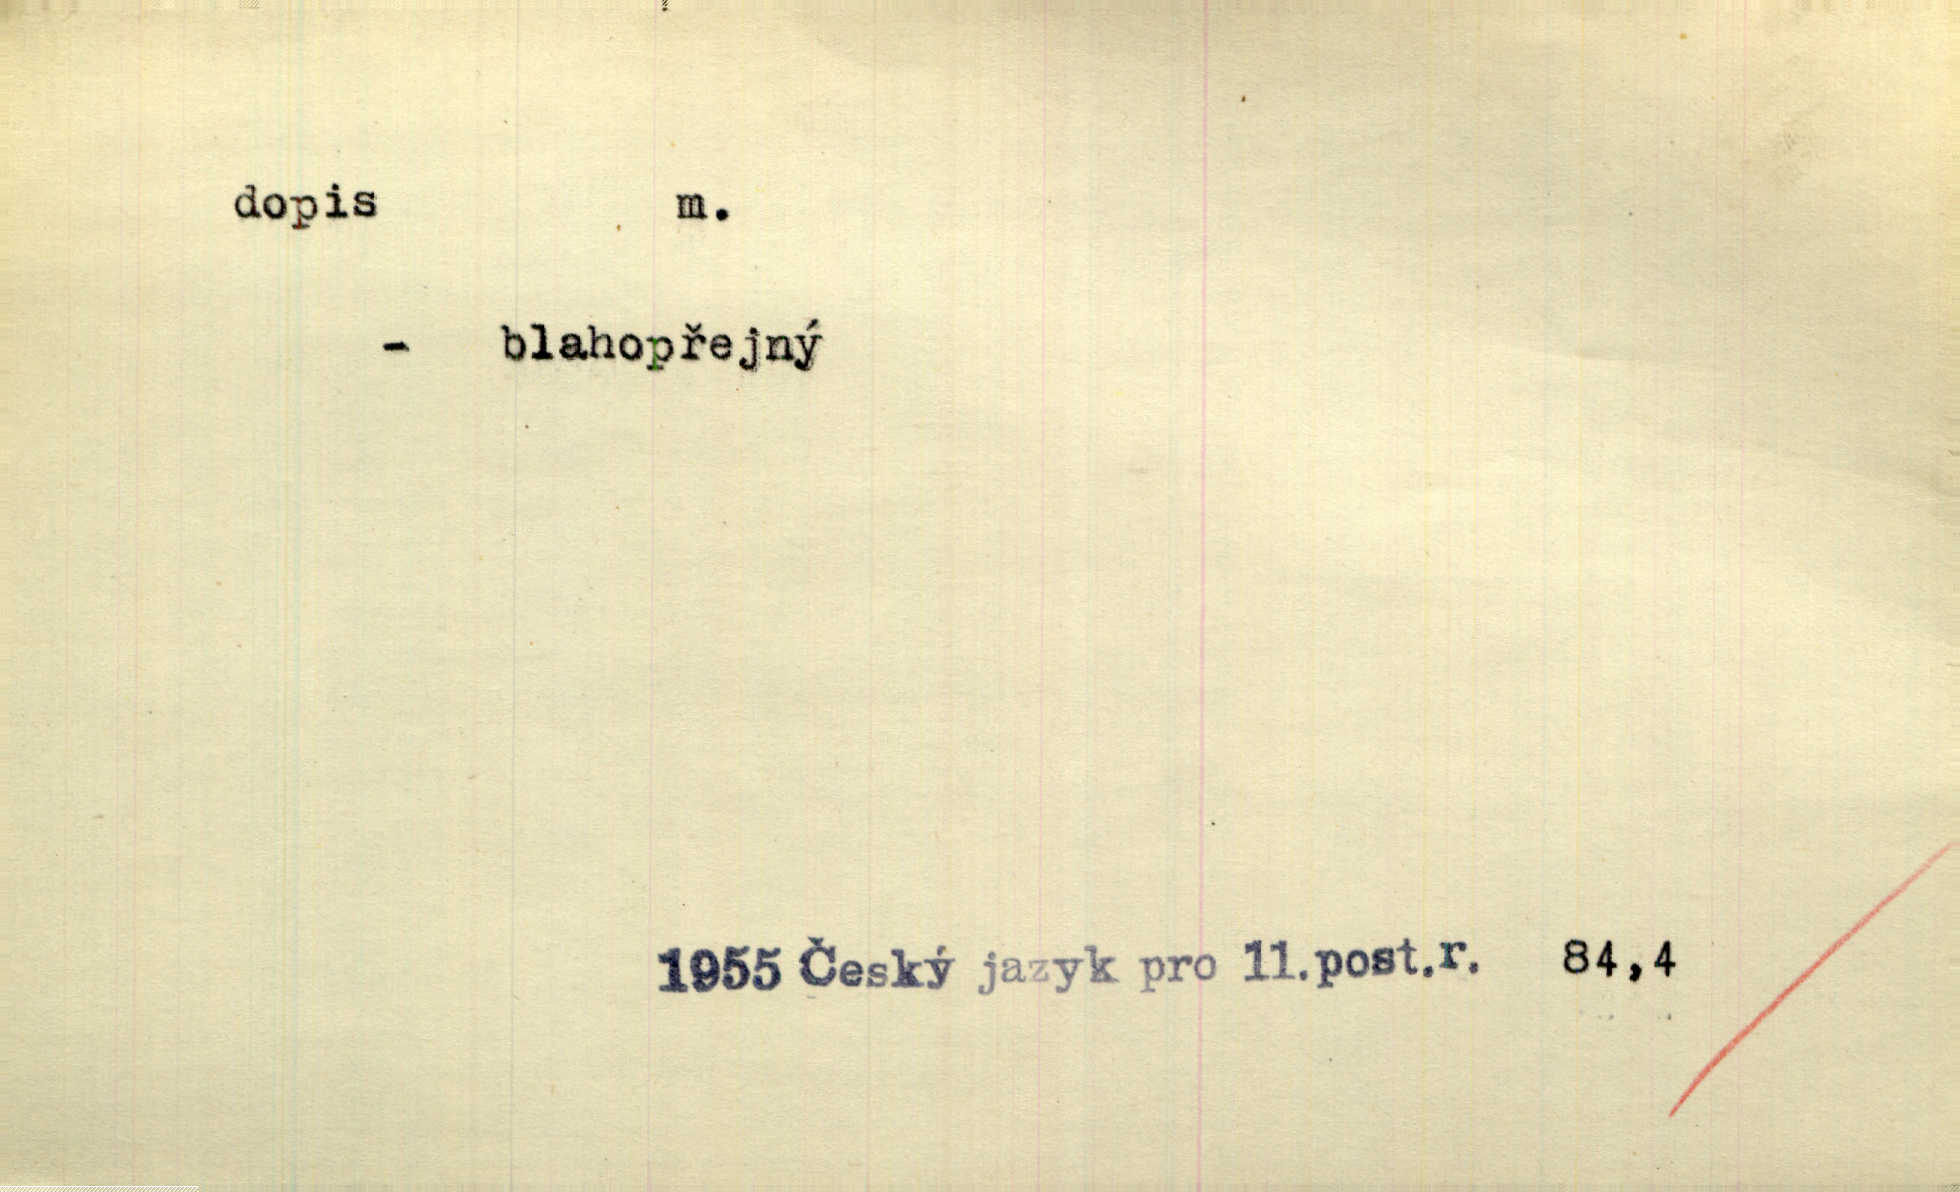 dopis m.
- blahopřejný
1955 Český jazyk pro 11.post.r. 84,4